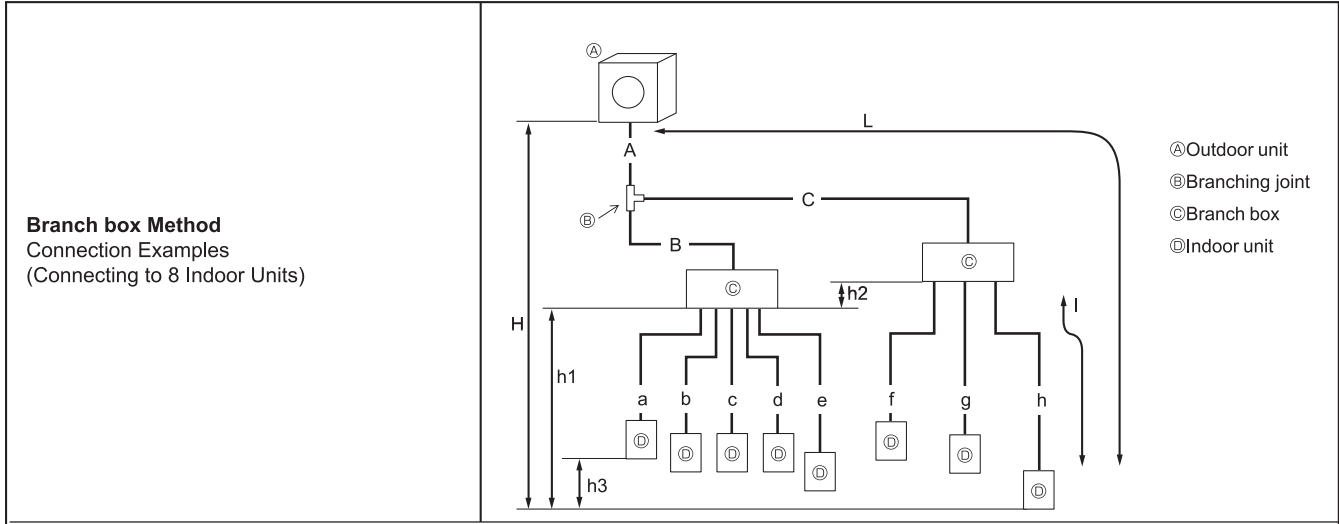 Branch box Method
Connection Examples
(Connecting to 8 Indoor Units)
Ⓐ
L
A
ⒶOutdoor unit
ⒷBranching joint
ⒸBranch box
ⒹIndoor unit
C
Ⓑ
B
Ⓒ
Ⓒ
h2
l
H
h1
a b c d e f g h
Ⓓ Ⓓ Ⓓ Ⓓ Ⓓ Ⓓ Ⓓ Ⓓ
h3